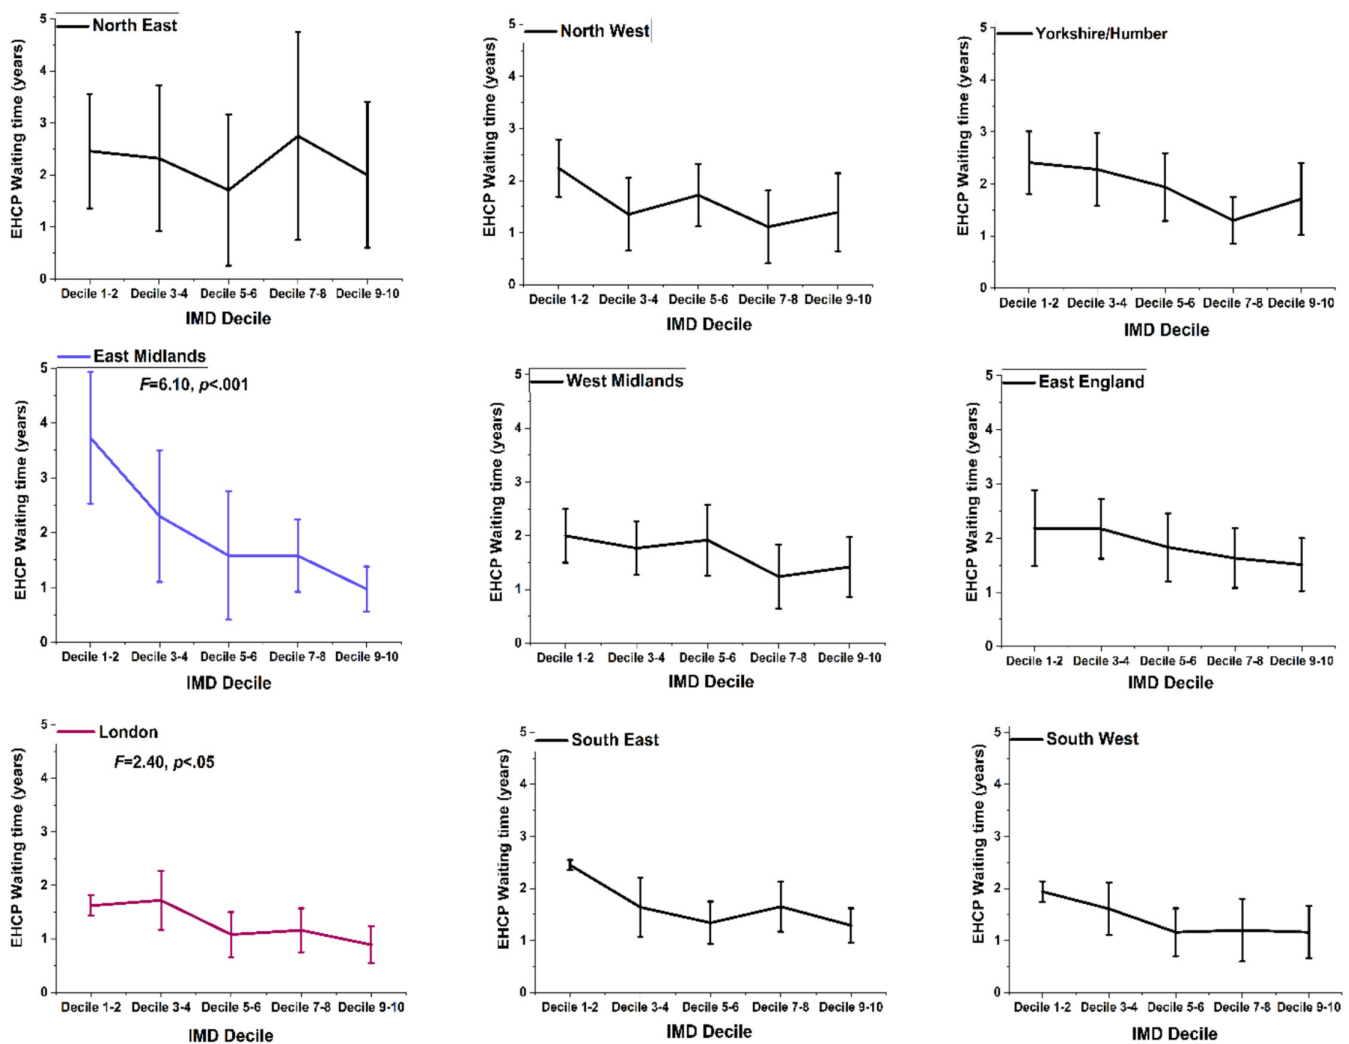 North East
EHCP Waiting time (years)
5
4
3
2
1
0
Decile 1-2 Decile 3-4 Decile 5-6 Decile 7-8 Decile 9-10
IMD Decile
North West
EHCP Waiting time (years)
5
4
3
2
1
0
Decile 1-2 Decile 3-4 Decile 5-6 Decile 7-8 Decile 9-10
IMD Decile
Yorkshire/Humber
EHCP Waiting time (years)
5
4
3
2
1
0
Decile 1-2 Decile 3-4 Decile 5-6 Decile 7-8 Decile 9-10
IMD Decile
East Midlands
F=6.10, p<.001
EHCP Waiting time (years)
5
4
3
2
1
0
Decile 1-2 Decile 3-4 Decile 5-6 Decile 7-8 Decile 9-10
IMD Decile
West Midlands
EHCP Waiting time (years)
5
4
3
2
1
0
Decile 1-2 Decile 3-4 Decile 5-6 Decile 7-8 Decile 9-10
IMD Decile
East England
EHCP Waiting time (years)
5
4
3
2
1
0
Decile 1-2 Decile 3-4 Decile 5-6 Decile 7-8 Decile 9-10
IMD Decile
London
F=2.40, p<.05
EHCP Waiting time (years)
5
4
3
2
1
0
Decile 1-2 Decile 3-4 Decile 5-6 Decile 7-8 Decile 9-10
IMD Decile
South East
EHCP Waiting time (years)
5
4
3
2
1
0
Decile 1-2 Decile 3-4 Decile 5-6 Decile 7-8 Decile 9-10
IMD Decile
South West
EHCP Waiting time (years)
5
4
3
2
1
0
Decile 1-2 Decile 3-4 Decile 5-6 Decile 7-8 Decile 9-10
IMD Decile